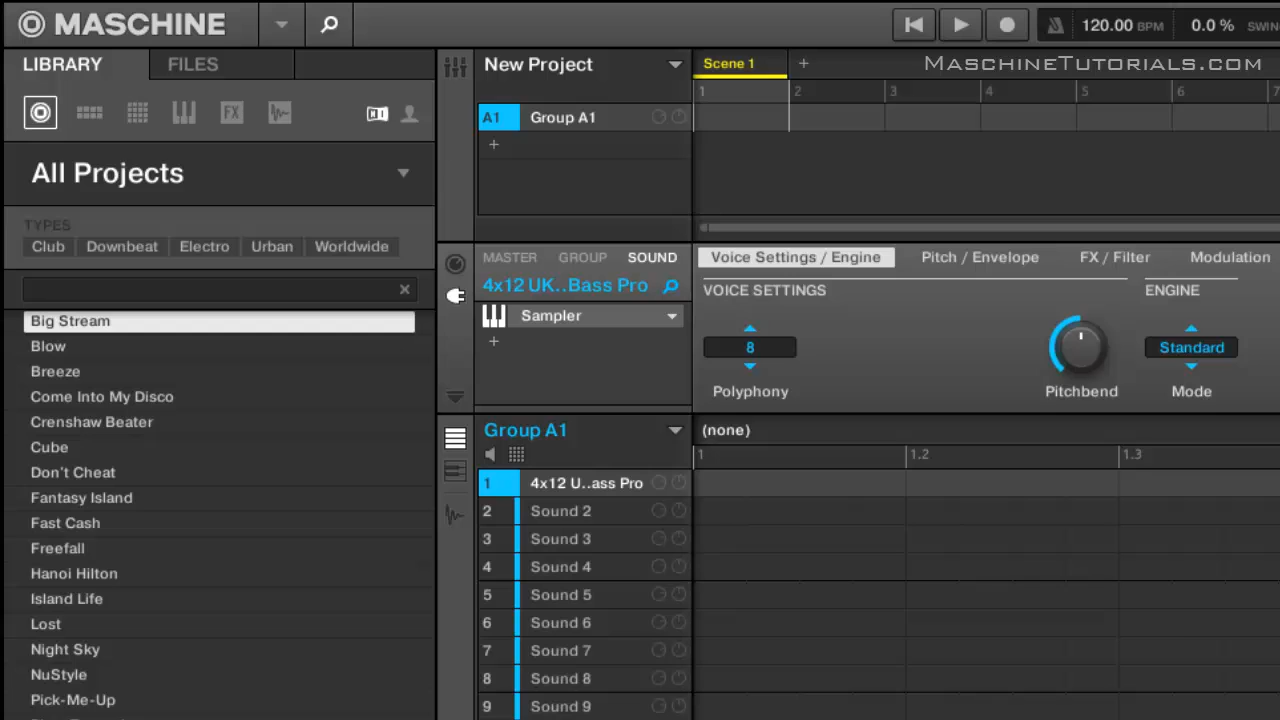 MASCHINE
120.00 BPM
0.0 %
LIBRARY
FILES
New Project
Scene 1
+
MASCHINETUTORIALS.COM
1 2 3 4 5 6 7
NI
FX
A1 Group A1
+
All Projects
TYPES
Club
Downbeat
Electro
Urban
Worldwide
MASTER GROUP SOUND
4x12 UK..Bass Pro
Sampler
+
Voice Settings / Engine
Pitch / Envelope
FX / Filter
Modulation
VOICE SETTINGS
ENGINE
8
Standard
Polyphony
Pitchbend
Mode
Big Stream
Blow
Breeze
Come Into My Disco
Crenshaw Beater
Cube
Don't Cheat
Fantasy Island
Fast Cash
Freefall
Hanoi Hilton
Island Life
Lost
Night Sky
NuStyle
Pick-Me-Up
Group A1
(none)
1 1.2 1.3
1 4x12 U..ass Pro
2 Sound 2
3 Sound 3
4 Sound 4
5 Sound 5
6 Sound 6
7 Sound 7
8 Sound 8
9 Sound 9